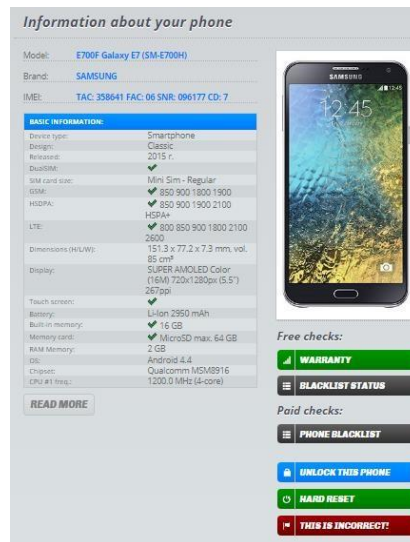 Information about your phone
Model: E700F Galaxy E7 (SM-E700H)
Brand: SAMSUNG
IMEI: TAC: 358641 FAC: 06 SNR: 096177 CD: 7
BASIC INFORMATION:
Device type: Smartphone
Design: Classic
Released: 2015 r.
DualSIM: ✔
SIM card size: Mini Sim - Regular
GSM: ✔ 850 900 1800 1900
HSDPA: ✔ 850 900 1900 2100
HSPA+
LTE: ✔ 800 850 900 1800 2100
2600
Dimensions (H/L/W): 151.3 x 77.2 x 7.3 mm, vol.
85 cm³
Display: SUPER AMOLED Color
(16M) 720x1280px (5.5")
267ppi
Touch screen: ✔
Battery: Li-Ion 2950 mAh
Built-in memory: ✔ 16 GB
Memory card: ✔ MicroSD max. 64 GB
RAM Memory: 2 GB
OS: Android 4.4
Chipset: Qualcomm MSM8916
CPU #1 freq.: 1200.0 MHz (4-core)
READ MORE
SAMSUNG
12:45
12:45
Free checks:
WARRANTY
BLACKLIST STATUS
Paid checks:
PHONE BLACKLIST
UNLOCK THIS PHONE
HARD RESET
THIS IS INCORRECT!